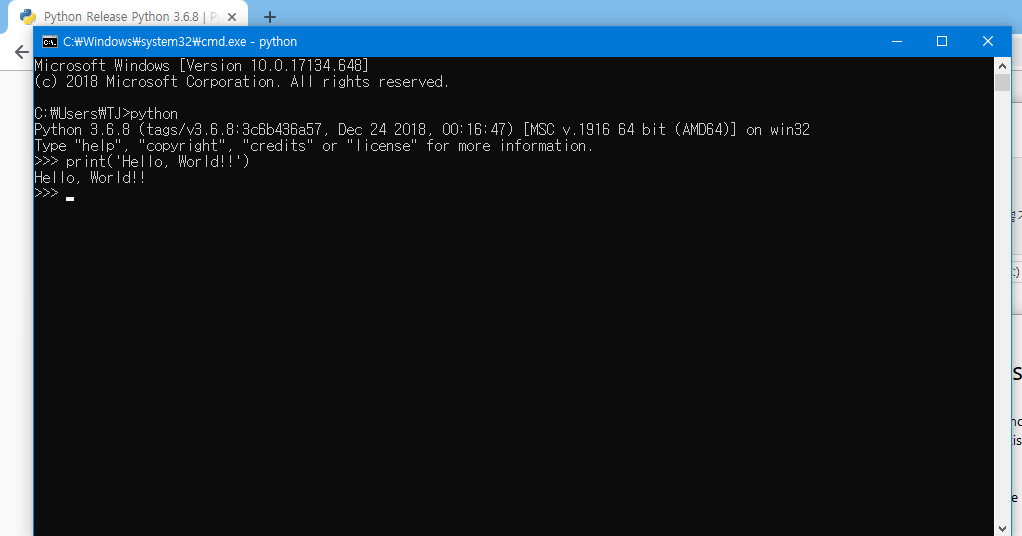 Python Release Python 3.6.8 |
C:₩Windows₩system32₩cmd.exe - python
Microsoft Windows [Version 10.0.17134.648]
(c) 2018 Microsoft Corporation. All rights reserved.
C:₩Users₩TJ>python
Python 3.6.8 (tags/v3.6.8:3c6b436a57, Dec 24 2018, 00:16:47) [MSC v.1916 64 bit (AMD64)] on win32
Type "help", "copyright", "credits" or "license" for more information.
>>> print('Hello, World!!')
Hello, World!!
>>>